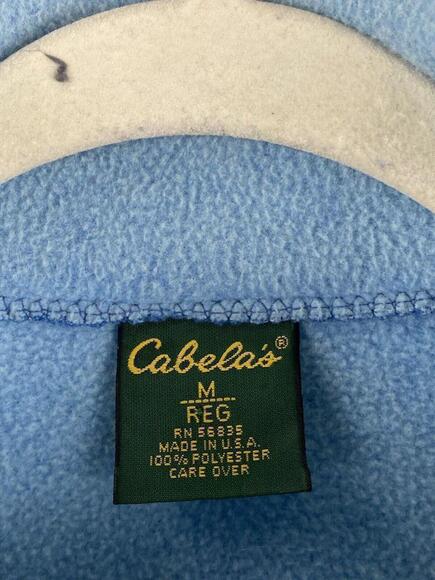 Cabela's®
M
REG
RN 56835
MADE IN U.S.A.
100% POLYESTER
CARE OVER